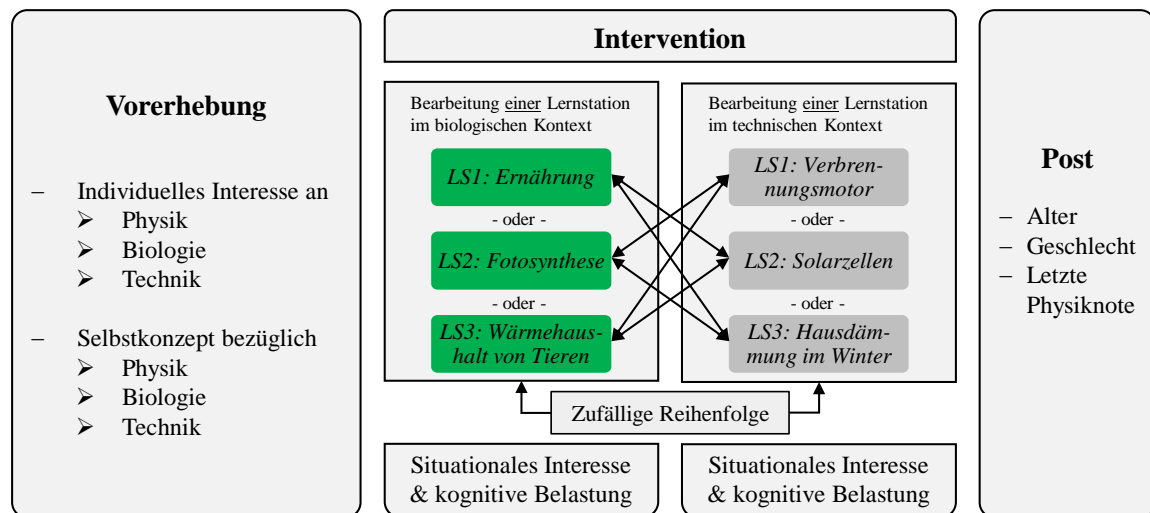 Vorerhebung
– Individuelles Interesse an
➢ Physik
➢ Biologie
➢ Technik
– Selbstkonzept bezüglich
➢ Physik
➢ Biologie
➢ Technik
Intervention
Bearbeitung einer Lernstation
im biologischen Kontext
LS1: Ernährung
- oder -
LS2: Fotosynthese
- oder -
LS3: Wärmehaus-
halt von Tieren
Bearbeitung einer Lernstation
im technischen Kontext
LS1: Verbren-
nungsmotor
- oder -
LS2: Solarzellen
- oder -
LS3: Hausdäm-
mung im Winter
Zufällige Reihenfolge
Situationales Interesse
& kognitive Belastung
Situationales Interesse
& kognitive Belastung
Post
– Alter
– Geschlecht
– Letzte
Physiknote